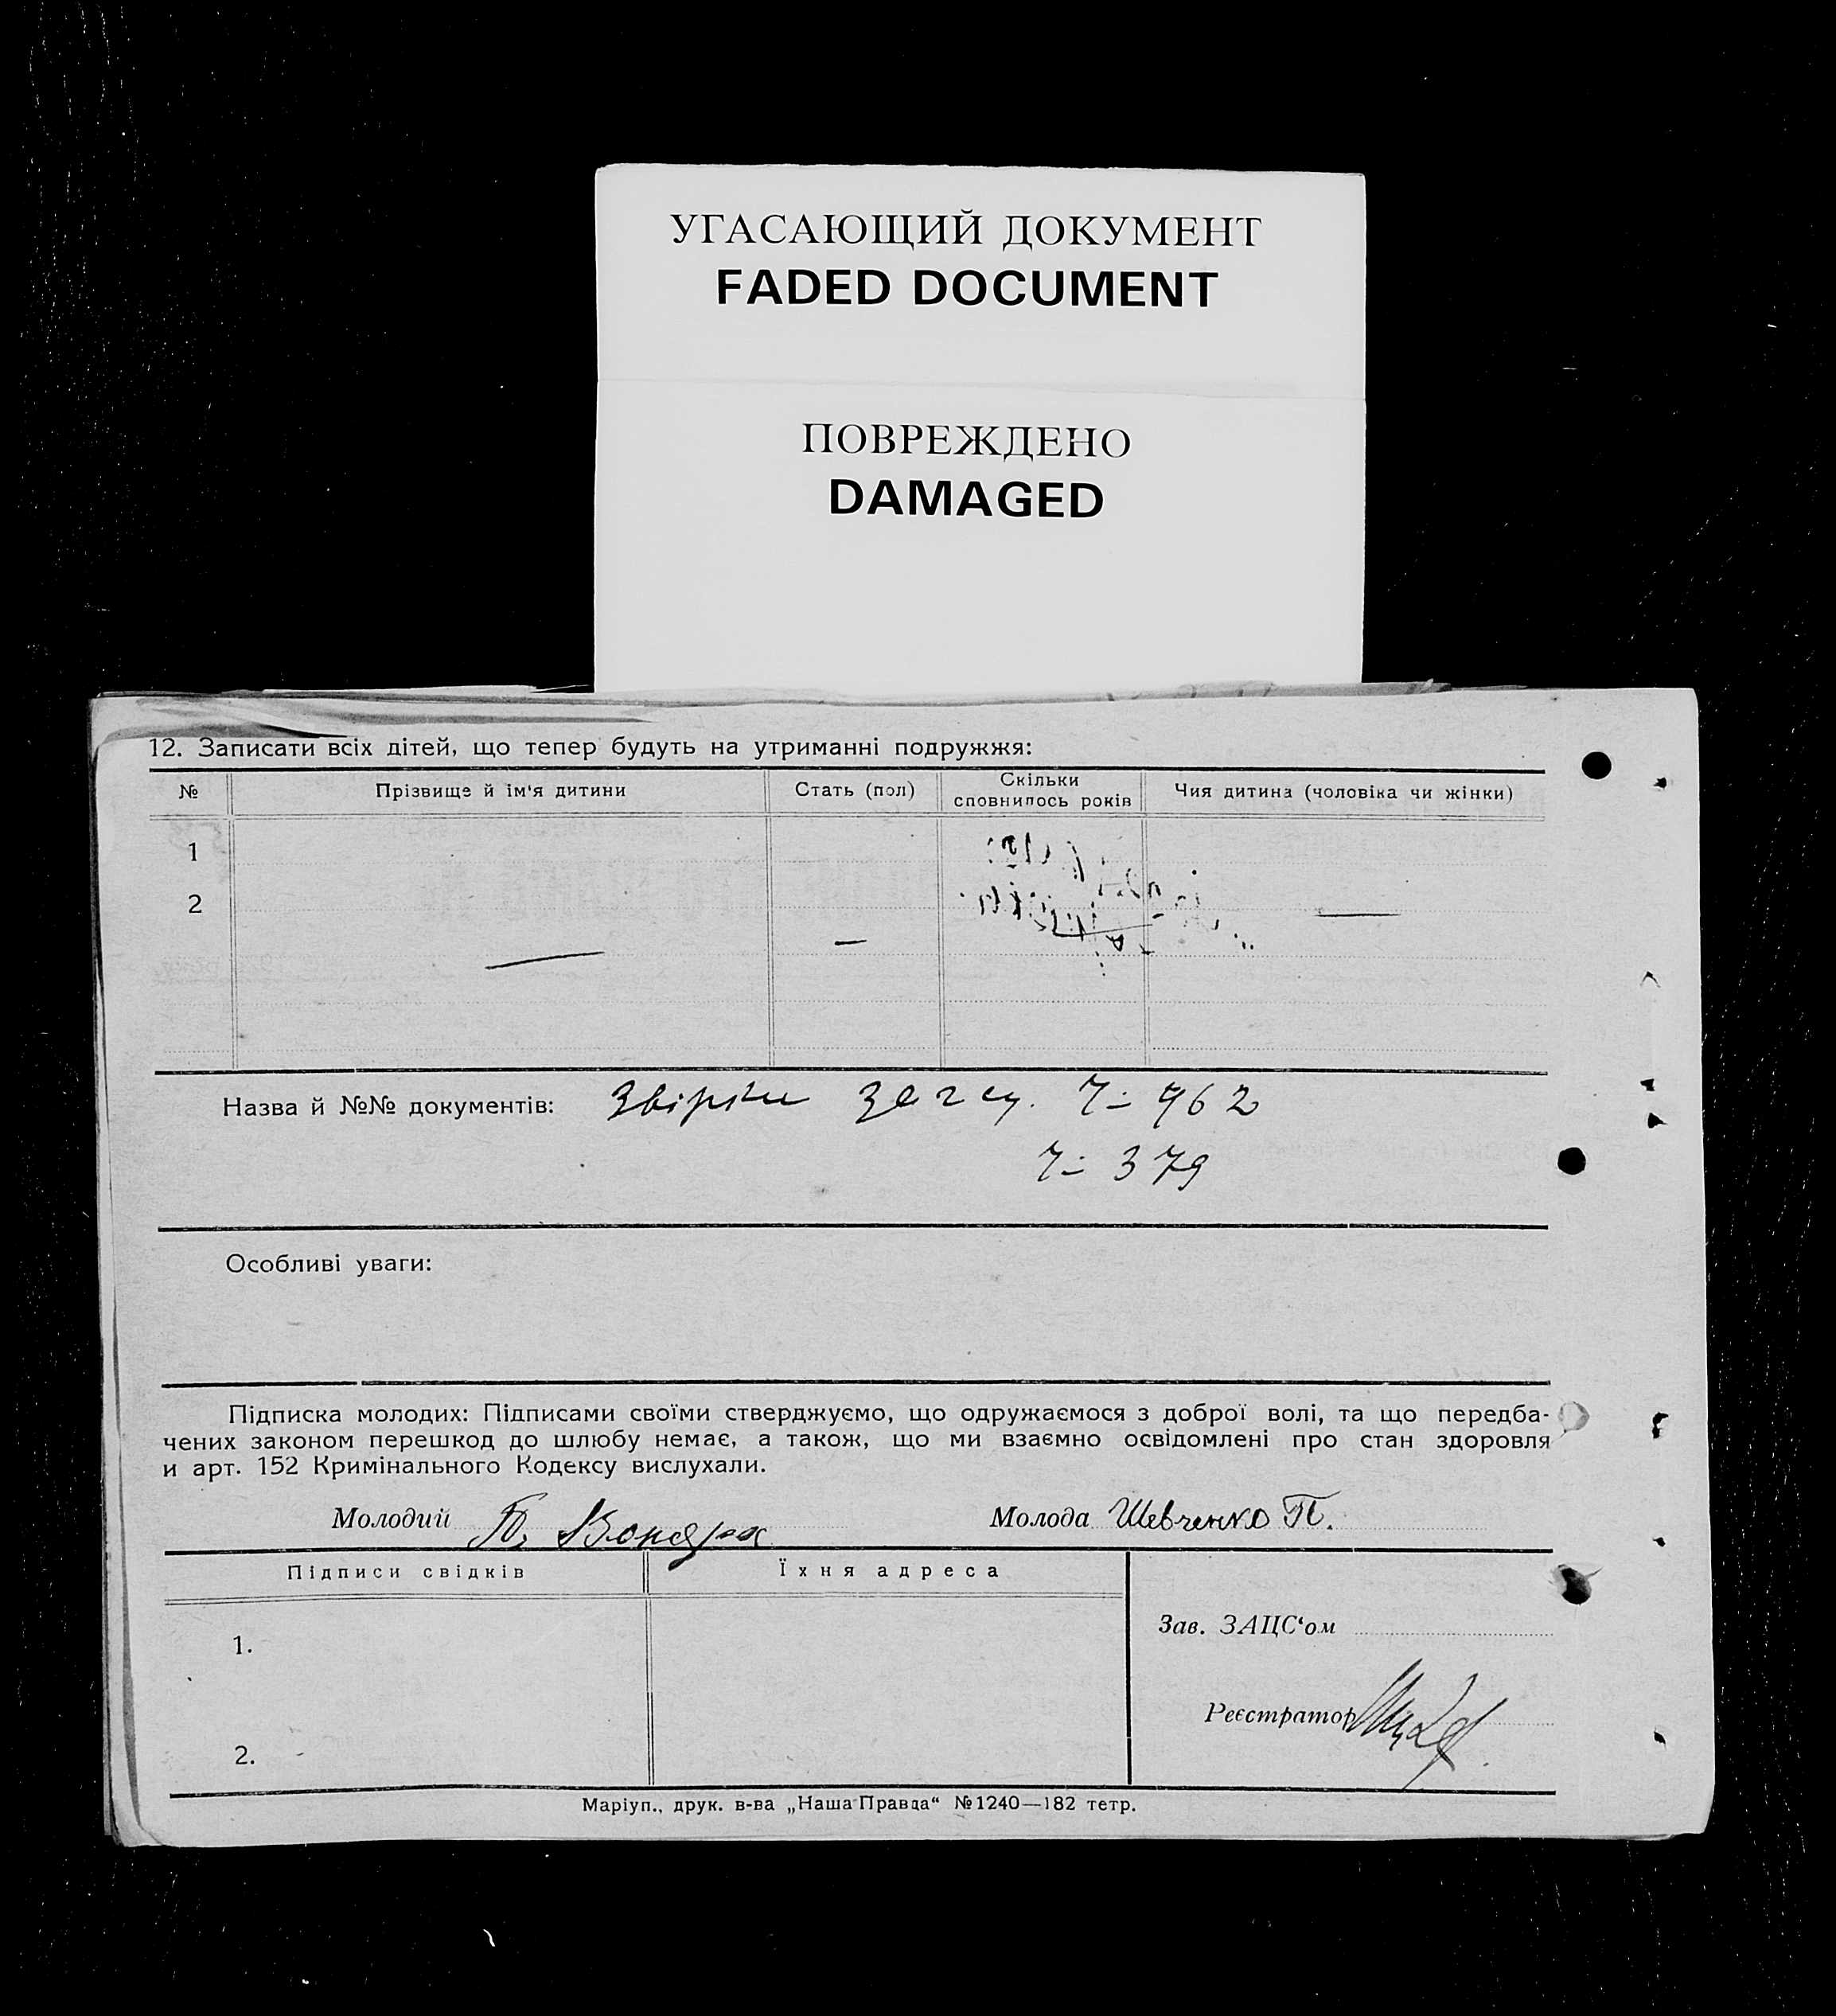 УГАСАЮЩИЙ ДОКУМЕНТ
FADED DOCUMENT
ПОВРЕЖДЕНО
DAMAGED
12. Записати всіх дітей, що тепер будуть на утриманні подружжя:
№ Прізвище й ім'я дитини Стать (пол) Скільки сповнилось років Чия дитина (чоловіка чи жінки)
1
2
Назва й №№ документів: 962
379
Особливі уваги:
Підписка молодих: Підписами своїми стверджуємо, що одружаємося з доброї волі, та що передба-
чених законом перешкод до шлюбу немає, а також, що ми взаємно освідомлені про стан здоровля
и арт. 152 Кримінального Кодексу вислухали.
Молодий П. Молода Шевченко П.
Підписи свідків Їхня адреса
Зав. ЗАЦС'ом
1.
Реєстратор
2.
Маріуп., друк. в-ва „Наша Правда“ №1240—182 тетр.